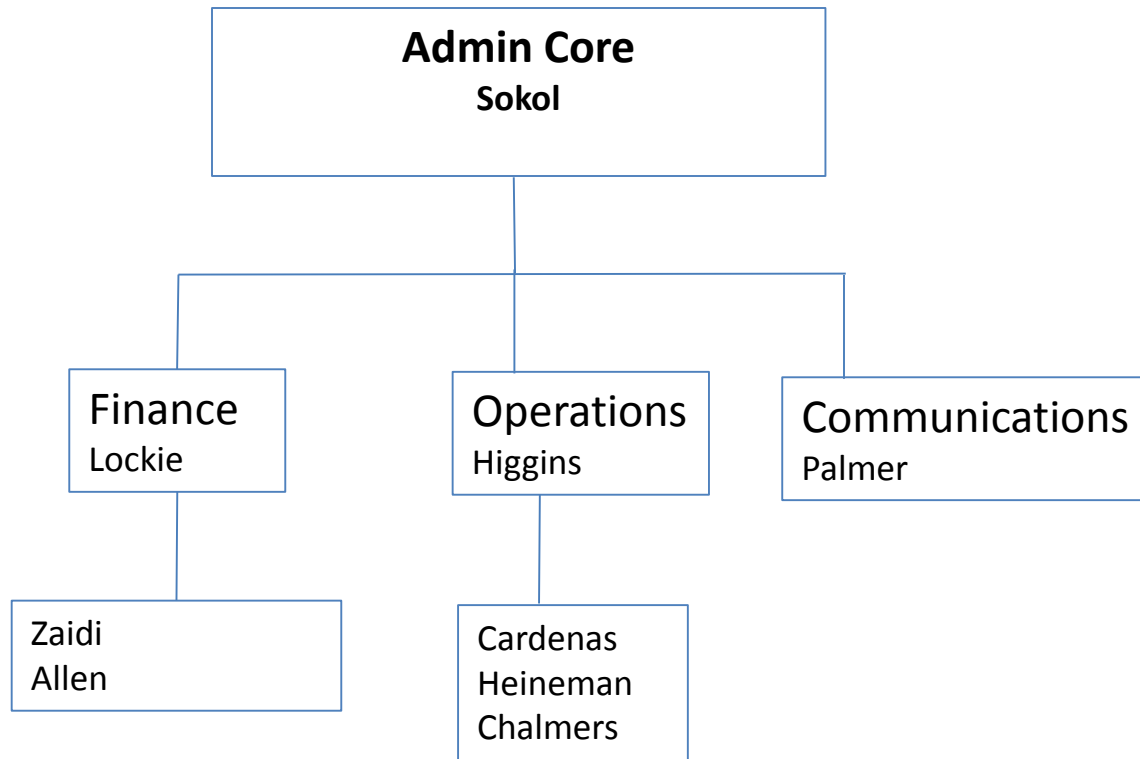 Admin Core
Sokol
Finance
Lockie
Operations
Higgins
Communications
Palmer
Zaidi
Allen
Cardenas
Heineman
Chalmers